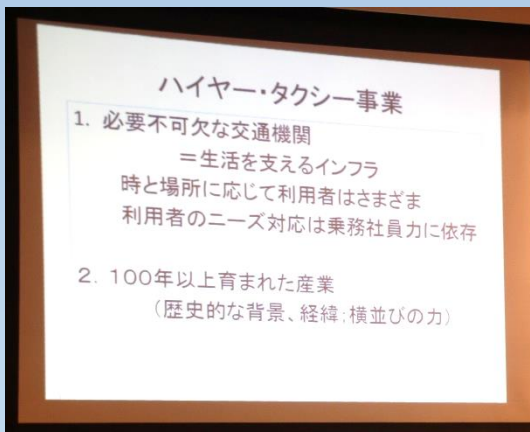 ハイヤー・タクシー事業
1. 必要不可欠な交通機関
＝生活を支えるインフラ
時と場所に応じて利用者はさまざま
利用者のニーズ対応は乗務社員力に依存
2. 100年以上育まれた産業
（歴史的な背景、経緯；横並びの力）